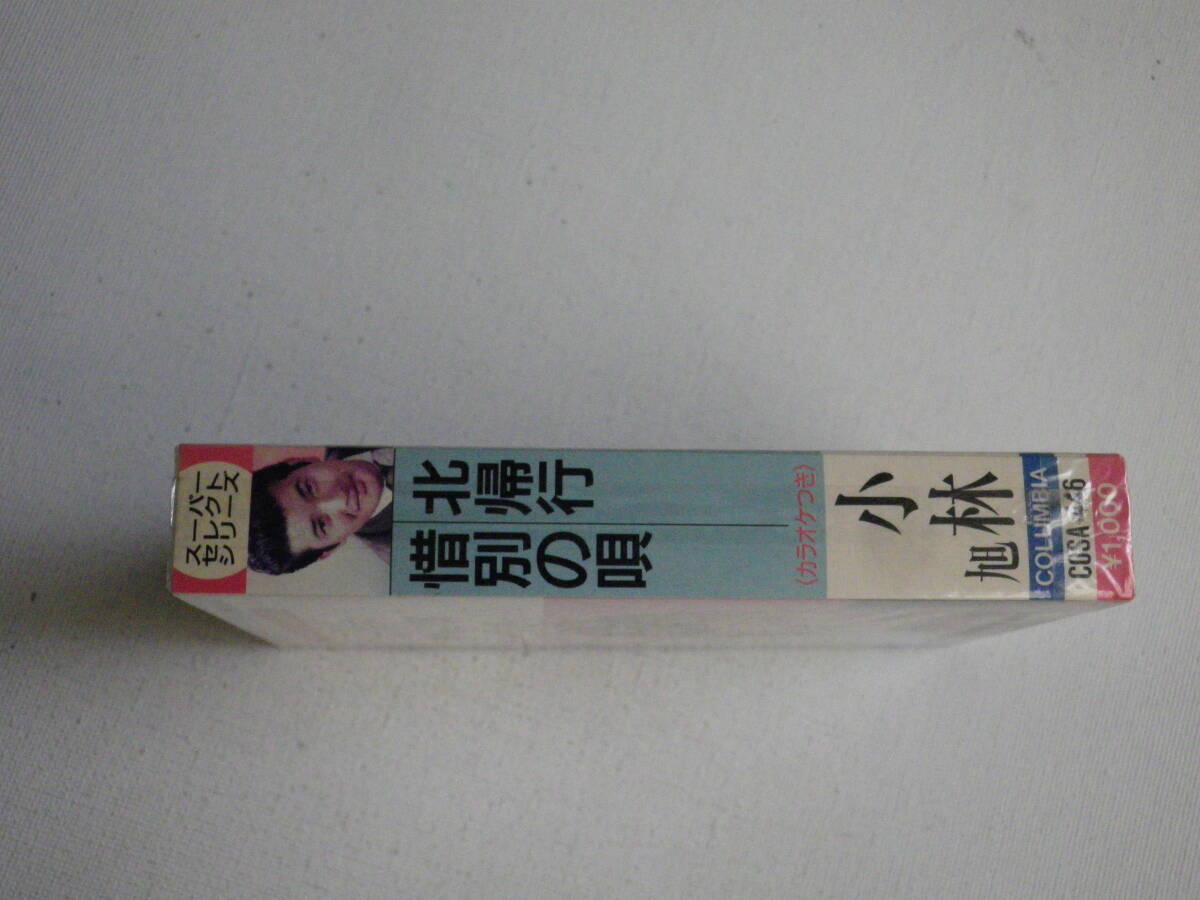 スーパー
セレクト
シリーズ
北帰行
惜別の唄
〈カラオケつき〉
小林
旭
COLUMBIA
COSA
¥1,000